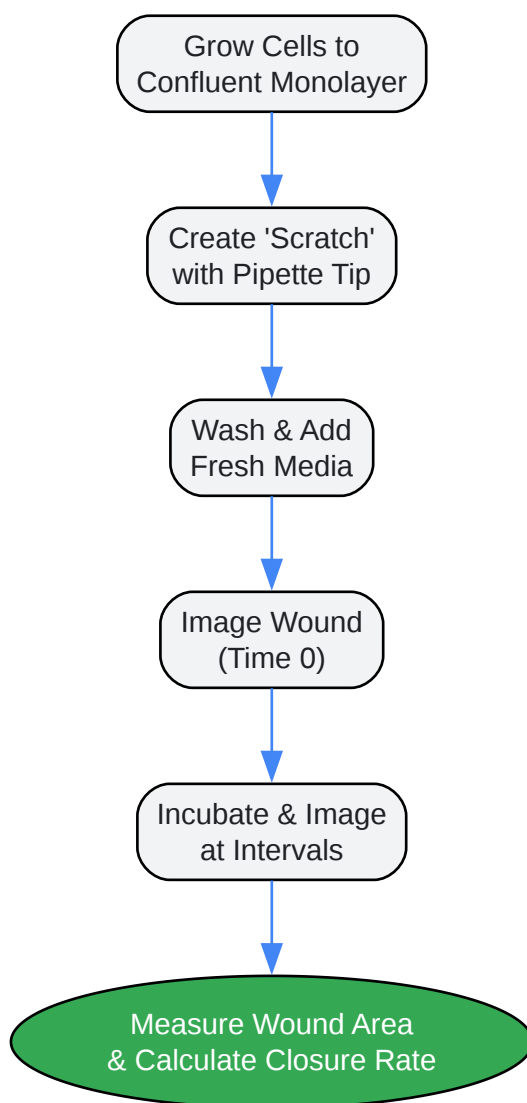 Grow Cells to
Confluent Monolayer
Create 'Scratch'
with Pipette Tip
Wash & Add
Fresh Media
Image Wound
(Time 0)
Incubate & Image
at Intervals
Measure Wound Area
& Calculate Closure Rate